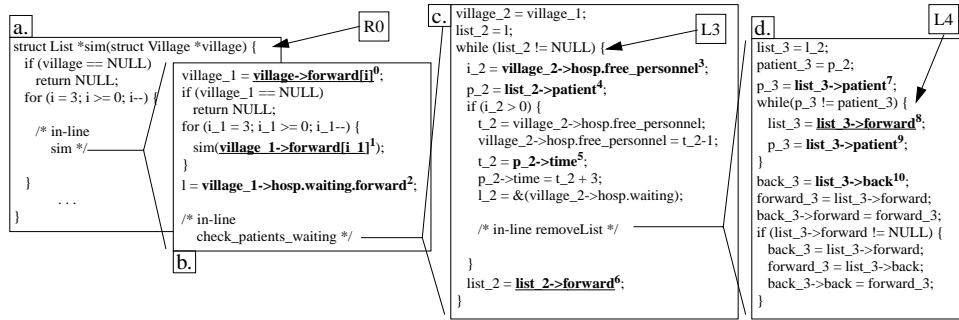 a.
R0
struct List *sim(struct Village *village) {
if (village == NULL)
return NULL;
for (i = 3; i >= 0; i--) {
/* in-line
sim */
}
. . .
}
village_1 = village->forward[i]⁰;
if (village_1 == NULL)
return NULL;
for (i_1 = 3; i_1 >= 0; i_1--) {
sim(village_1->forward[i_1]¹);
}
l = village_1->hosp.waiting.forward²;
/* in-line
check_patients_waiting */
b.
c.
L3
village_2 = village_1;
list_2 = l;
while (list_2 != NULL) {
i_2 = village_2->hosp.free_personnel³;
p_2 = list_2->patient⁴;
if (i_2 > 0) {
t_2 = village_2->hosp.free_personnel;
village_2->hosp.free_personnel = t_2-1;
t_2 = p_2->time⁵;
p_2->time = t_2 + 3;
l_2 = &(village_2->hosp.waiting);
/* in-line removeList */
}
list_2 = list_2->forward⁶;
}
d.
L4
list_3 = l_2;
patient_3 = p_2;
p_3 = list_3->patient⁷;
while(p_3 != patient_3) {
list_3 = list_3->forward⁸;
p_3 = list_3->patient⁹;
}
back_3 = list_3->back¹⁰;
forward_3 = list_3->forward;
back_3->forward = forward_3;
if (list_3->forward != NULL) {
back_3 = list_3->forward;
forward_3 = list_3->back;
back_3->back = forward_3;
}